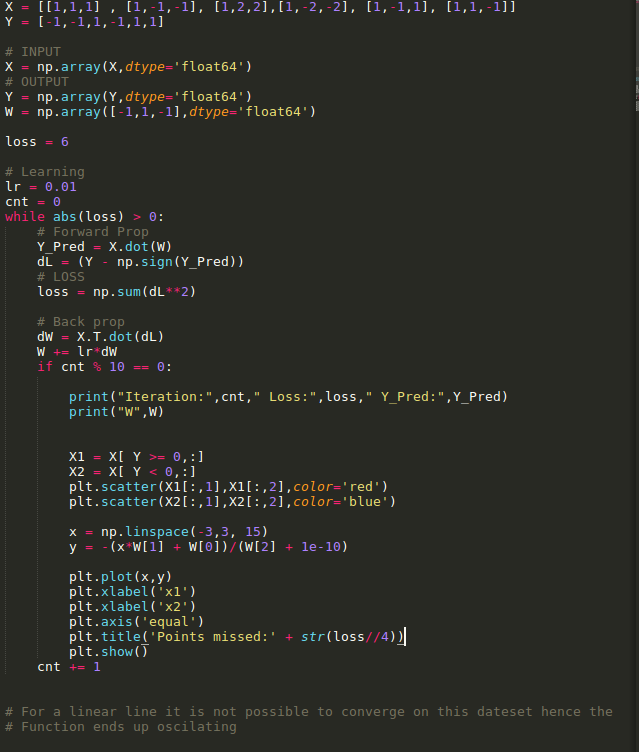 X = [[1,1,1] , [1,-1,-1], [1,2,2],[1,-2,-2], [1,-1,1], [1,1,-1]]
Y = [-1,-1,1,-1,1,1]
# INPUT
X = np.array(X,dtype='float64')
# OUTPUT
Y = np.array(Y,dtype='float64')
W = np.array([-1,1,-1],dtype='float64')
loss = 6
# Learning
lr = 0.01
cnt = 0
while abs(loss) > 0:
    # Forward Prop
    Y_Pred = X.dot(W)
    dL = (Y - np.sign(Y_Pred))
    # LOSS
    loss = np.sum(dL**2)
    # Back prop
    dW = X.T.dot(dL)
    W += lr*dW
    if cnt % 10 == 0:
        print("Iteration:",cnt," Loss:",loss," Y_Pred:",Y_Pred)
        print("W",W)
        X1 = X[ Y >= 0,:]
        X2 = X[ Y < 0,:]
        plt.scatter(X1[:,1],X1[:,2],color='red')
        plt.scatter(X2[:,1],X2[:,2],color='blue')
        x = np.linspace(-3,3, 15)
        y = -(x*W[1] + W[0])/(W[2] + 1e-10)
        plt.plot(x,y)
        plt.xlabel('x1')
        plt.xlabel('x2')
        plt.axis('equal')
        plt.title('Points missed:' + str(loss//4))
        plt.show()
    cnt += 1
# For a linear line it is not possible to converge on this dateset hence the
# Function ends up oscilating